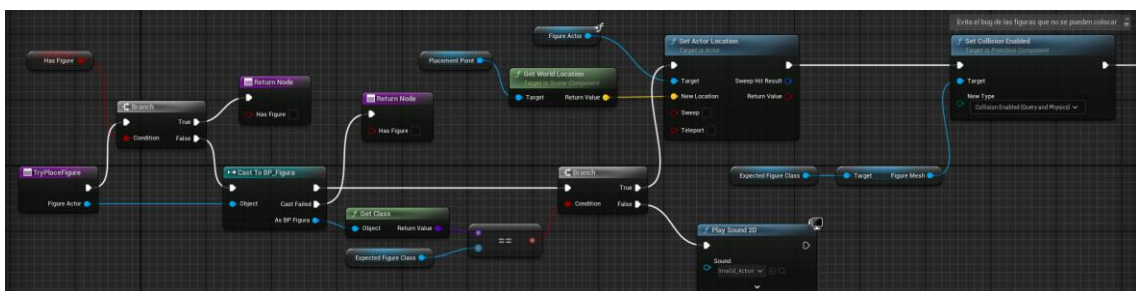 Evita el bug de las figuras que no se pueden colocar
Has Figure
Branch
True
Condition
False
TryPlaceFigure
Figure Actor
Return Node
Has Figure
Cast To BP_Figura
Object
Cast Failed
As BP Figura
Return Node
Has Figure
Get Class
Object
Return Value
Expected Figure Class
==
Placement Point
Get World Location
Target is Scene Component
Target
Return Value
Figure Actor
Branch
True
Condition
False
Set Actor Location
Target is Actor
Target
Sweep Hit Result
New Location
Return Value
Sweep
Teleport
Play Sound 2D
Sound
Invalid_Action
Expected Figure Class
Target
Figure Mesh
Set Collision Enabled
Target is Primitive Component
Target
New Type
Collision Enabled (Query and Physics)